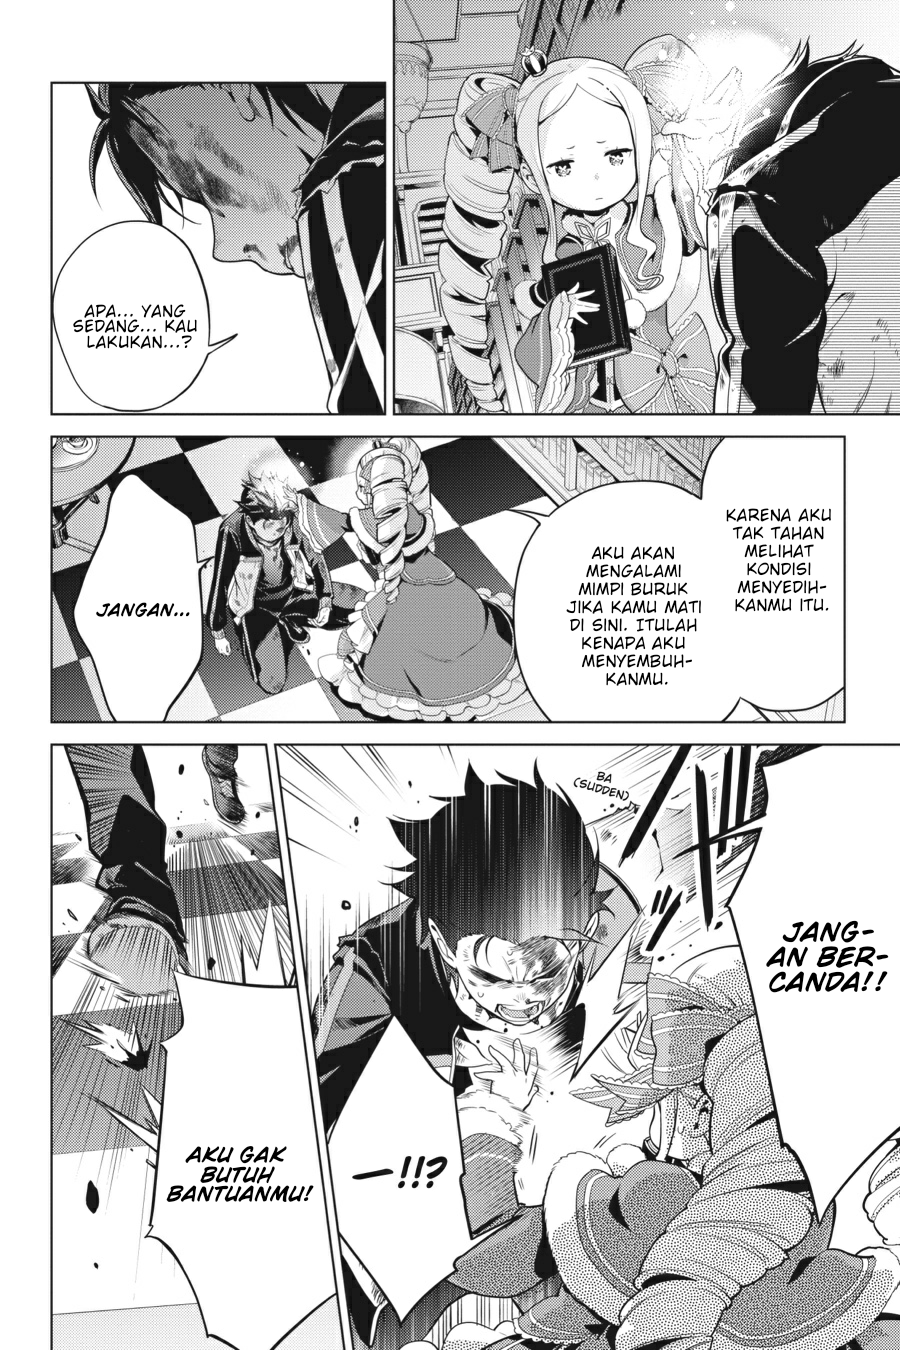 APA... YANG
SEDANG... KAU
LAKUKAN...?
KARENA AKU
TAK TAHAN
MELIHAT
KONDISI
MENYEDIH-
KANMU ITU.
AKU AKAN
MENGALAMI
MIMPI BURUK
JIKA KAMU MATI
DI SINI. ITULAH
KENAPA AKU
MENYEMBUH-
KANMU.
JANGAN...
JANG-
AN BER-
CANDA!!
BA
(SUDDEN)
—!!?
AKU GAK
BUTUH
BANTUANMU!